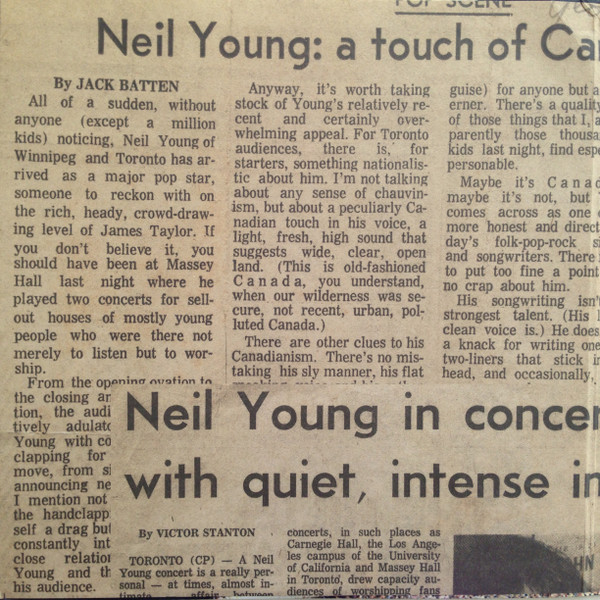 POP SCENE
Neil Young: a touch of Ca
By JACK BATTEN
All of a sudden, without
anyone (except a million
kids) noticing, Neil Young of
Winnipeg and Toronto has ar-
rived as a major pop star,
someone to reckon with on
the rich, heady, crowd-draw-
ing level of James Taylor. If
you don't believe it, you
should have been at Massey
Hall last night where he
played two concerts for sell-
out houses of mostly young
people who were there not
merely to listen but to wor-
ship.
From the opening ovation to
the closing
tion, the audi
tively adulat
Young with co
clapping for
move, from s
announcing ne
I mention not
the handclapp
self a drag but
constantly int
close relatio
Young and th
his audience.
Anyway, it's worth taking
stock of Young's relatively re-
cent and certainly over-
whelming appeal. For Toronto
audiences, there is, for
starters, something nationalis-
tic about him. I'm not talking
about any sense of chauvin-
ism, but about a peculiarly Ca-
nadian touch in his voice, a
light, fresh, high sound that
suggests wide, clear, open
land. (This is old-fashioned
Canada, you understand,
when our wilderness was se-
cure, not recent, urban, pol-
luted Canada.)
There are other clues to his
Canadianism. There's no mis-
taking his sly manner, his flat
guise) for anyone but a
erner. There's a quality
of those things that I, a
parently those thousa
kids last night, find espe
personable.
Maybe it's Canad
maybe it's not, but
comes across as one
more honest and direct
day's folk-pop-rock si
and songwriters. There
to put too fine a point
no crap about him.
His songwriting isn't
strongest talent. (His
clean voice is.) He does
a knack for writing one
two-liners that stick i
head, and occasionally,
Neil Young in concer
with quiet, intense in
By VICTOR STANTON
TORONTO (CP) — A Neil
Young concert is a really per-
sonal — at times, almost in-
timate affair between
concerts, in such places as
Carnegie Hall, the Los Ange-
les campus of the University
of California and Massey Hall
in Toronto, drew capacity au-
diences of worshipping fans